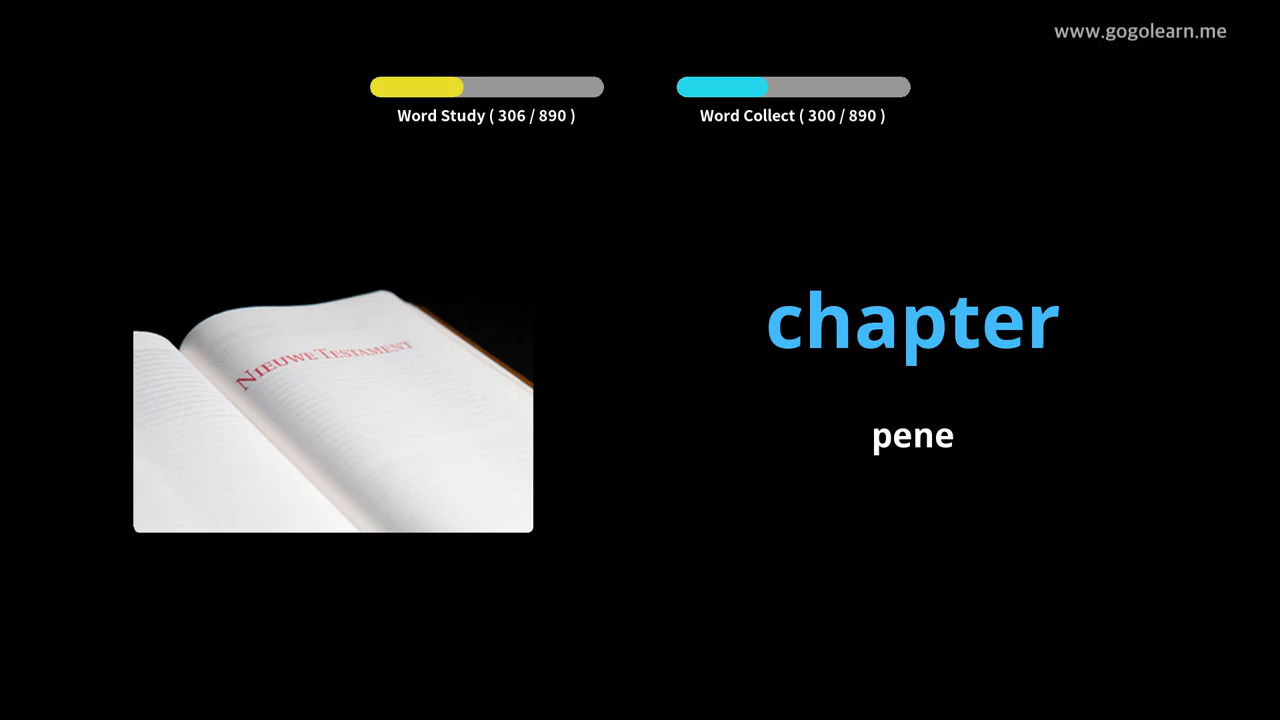 www.gogolearn.me
Word Study ( 306 / 890 )
Word Collect ( 300 / 890 )
NIEUWE TESTAMENT
chapter
pene